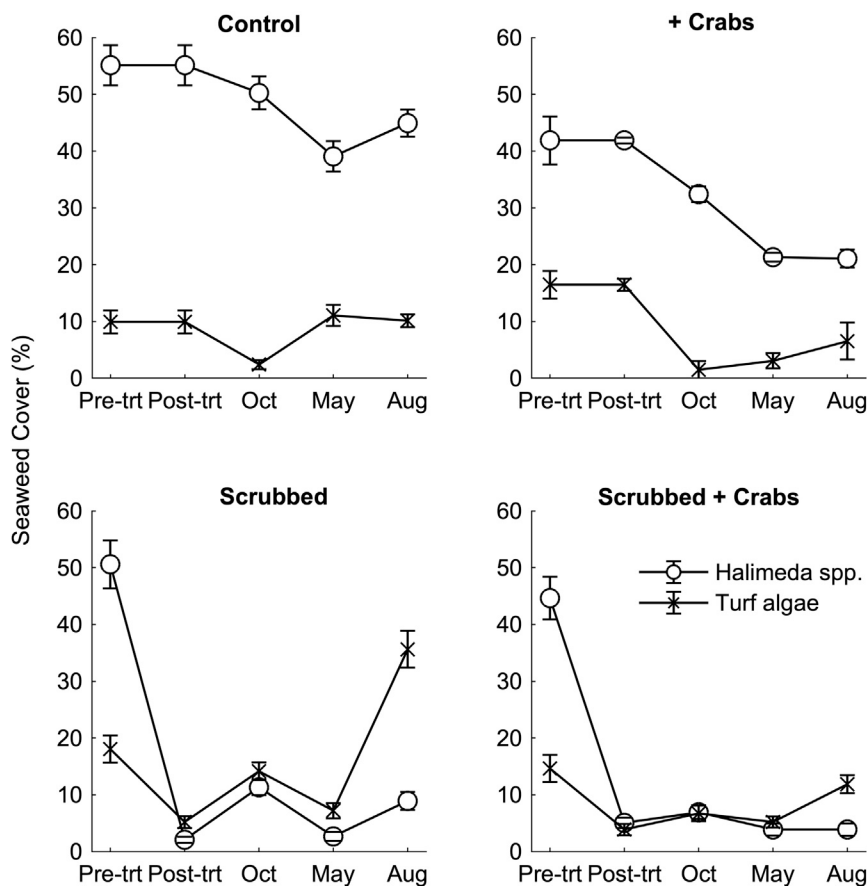 Control
60
50
40
30
20
10
0
Pre-trt Post-trt Oct May Aug
+ Crabs
60
50
40
30
20
10
0
Pre-trt Post-trt Oct May Aug
Seaweed Cover (%)
Scrubbed
60
50
40
30
20
10
0
Pre-trt Post-trt Oct May Aug
Scrubbed + Crabs
60
50
40
30
20
10
0
Halimeda spp.
Turf algae
Pre-trt Post-trt Oct May Aug